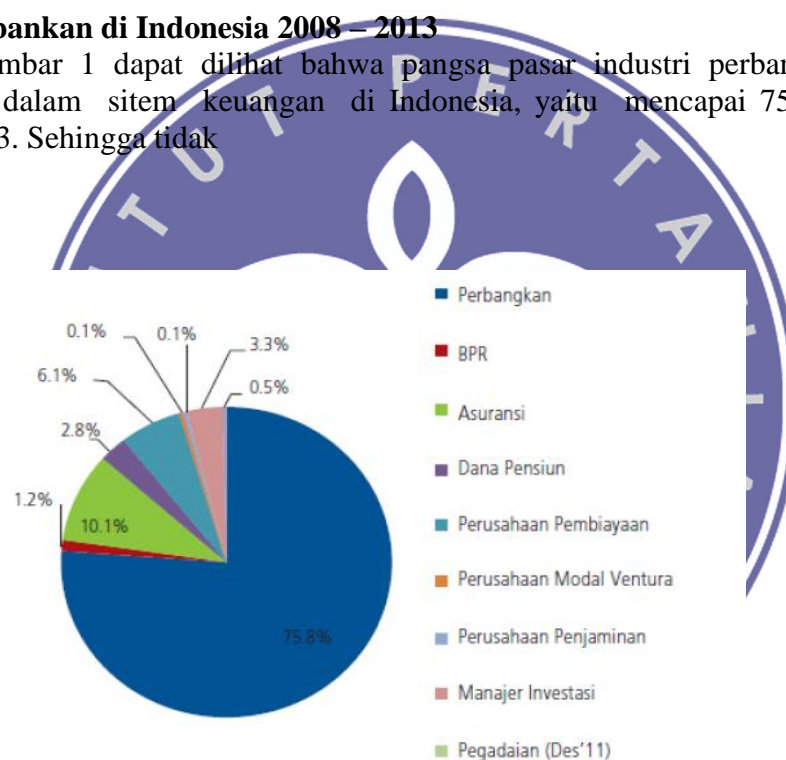 bankan di Indonesia 2008 – 2013
mbar 1 dapat dilihat bahwa pangsa pasar industri perban
dalam sitem keuangan di Indonesia, yaitu mencapai 75
3. Sehingga tidak
TUT PERTA
0.1%
0.1%
3.3%
6.1%
0.5%
2.8%
1.2%
10.1%
75.8%
Perbangkan
BPR
Asuransi
Dana Pensiun
Perusahaan Pembiayaan
Perusahaan Modal Ventura
Perusahaan Penjaminan
Manajer Investasi
Pegadaian (Des'11)